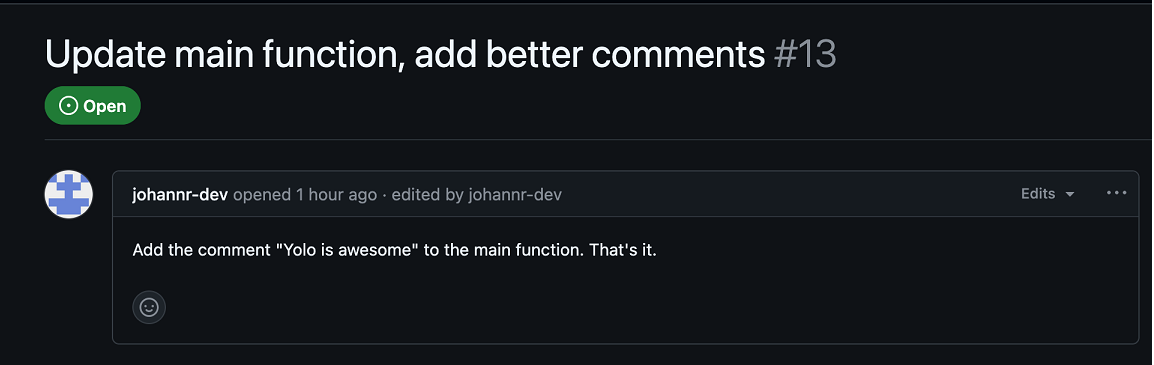 Update main function, add better comments #13
Open
johannr-dev opened 1 hour ago · edited by johannr-dev Edits
Add the comment "Yolo is awesome" to the main function. That's it.